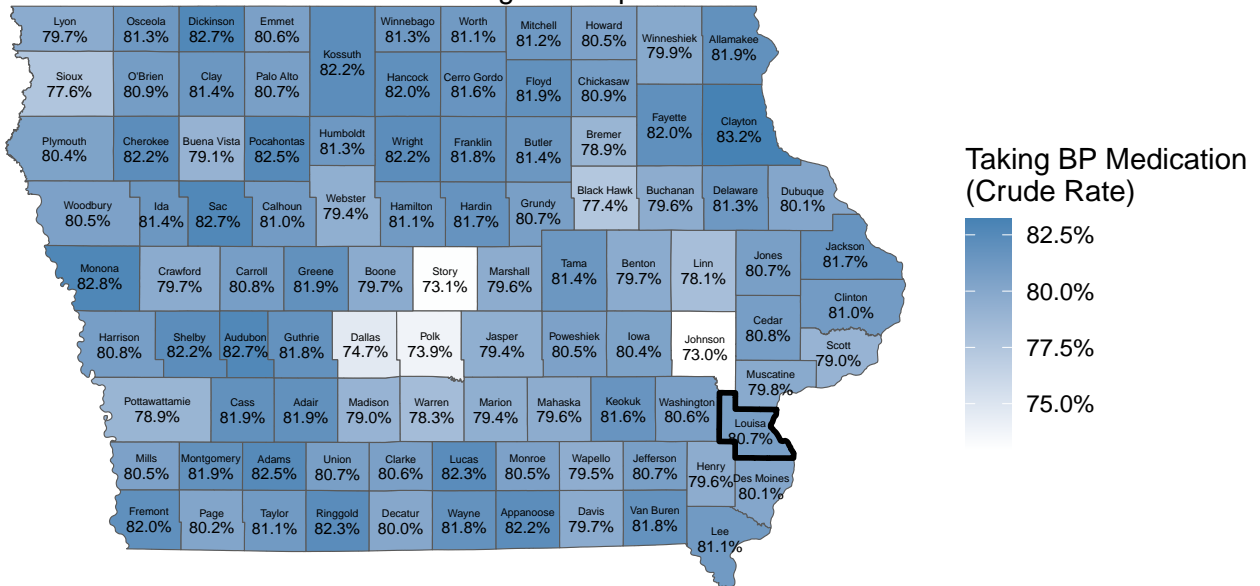 Lyon
79.7%
Osceola
81.3%
Dickinson
82.7%
Emmet
80.6%
Winnebago
81.3%
Worth
81.1%
Mitchell
81.2%
Howard
80.5%
Winneshiek
79.9%
Allamakee
81.9%
Kossuth
82.2%
Sioux
77.6%
O'Brien
80.9%
Clay
81.4%
Palo Alto
80.7%
Hancock
82.0%
Cerro Gordo
81.6%
Floyd
81.9%
Chickasaw
80.9%
Fayette
82.0%
Clayton
83.2%
Plymouth
80.4%
Cherokee
82.2%
Buena Vista
79.1%
Pocahontas
82.5%
Humboldt
81.3%
Wright
82.2%
Franklin
81.8%
Butler
81.4%
Bremer
78.9%
Woodbury
80.5%
Ida
81.4%
Sac
82.7%
Calhoun
81.0%
Webster
79.4%
Hamilton
81.1%
Hardin
81.7%
Grundy
80.7%
Black Hawk
77.4%
Buchanan
79.6%
Delaware
81.3%
Dubuque
80.1%
Monona
82.8%
Crawford
79.7%
Carroll
80.8%
Greene
81.9%
Boone
79.7%
Story
73.1%
Marshall
79.6%
Tama
81.4%
Benton
79.7%
Linn
78.1%
Jones
80.7%
Jackson
81.7%
Clinton
81.0%
Harrison
80.8%
Shelby
82.2%
Audubon
82.7%
Guthrie
81.8%
Dallas
74.7%
Polk
73.9%
Jasper
79.4%
Poweshiek
80.5%
Iowa
80.4%
Johnson
73.0%
Cedar
80.8%
Scott
79.0%
Muscatine
79.8%
Pottawattamie
78.9%
Cass
81.9%
Adair
81.9%
Madison
79.0%
Warren
78.3%
Marion
79.4%
Mahaska
79.6%
Keokuk
81.6%
Washington
80.6%
Louisa
80.7%
Mills
80.5%
Montgomery
81.9%
Adams
82.5%
Union
80.7%
Clarke
80.6%
Lucas
82.3%
Monroe
80.5%
Wapello
79.5%
Jefferson
80.7%
Henry
79.6%
Des Moines
80.1%
Fremont
82.0%
Page
80.2%
Taylor
81.1%
Ringgold
82.3%
Decatur
80.0%
Wayne
81.8%
Appanoose
82.2%
Davis
79.7%
Van Buren
81.8%
Lee
81.1%
Taking BP Medication
(Crude Rate)
82.5%
80.0%
77.5%
75.0%